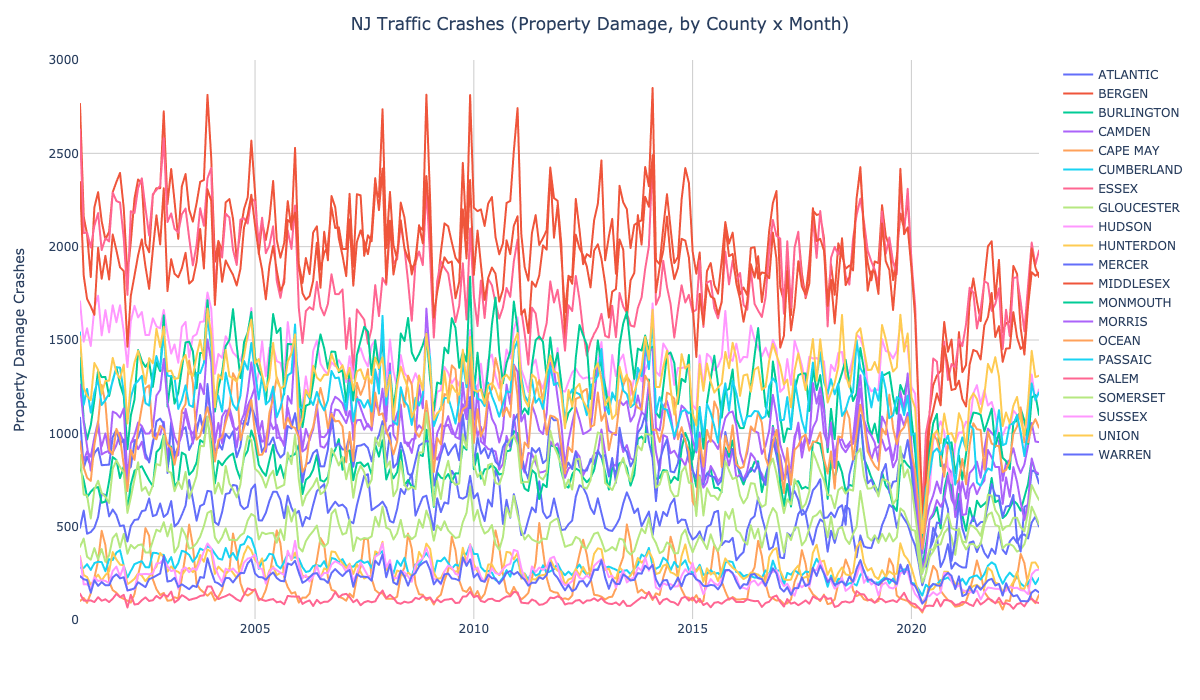 NJ Traffic Crashes (Property Damage, by County x Month)
Property Damage Crashes
3000
2500
2000
1500
1000
500
0
2005
2010
2015
2020
ATLANTIC
BERGEN
BURLINGTON
CAMDEN
CAPE MAY
CUMBERLAND
ESSEX
GLOUCESTER
HUDSON
HUNTERDON
MERCER
MIDDLESEX
MONMOUTH
MORRIS
OCEAN
PASSAIC
SALEM
SOMERSET
SUSSEX
UNION
WARREN